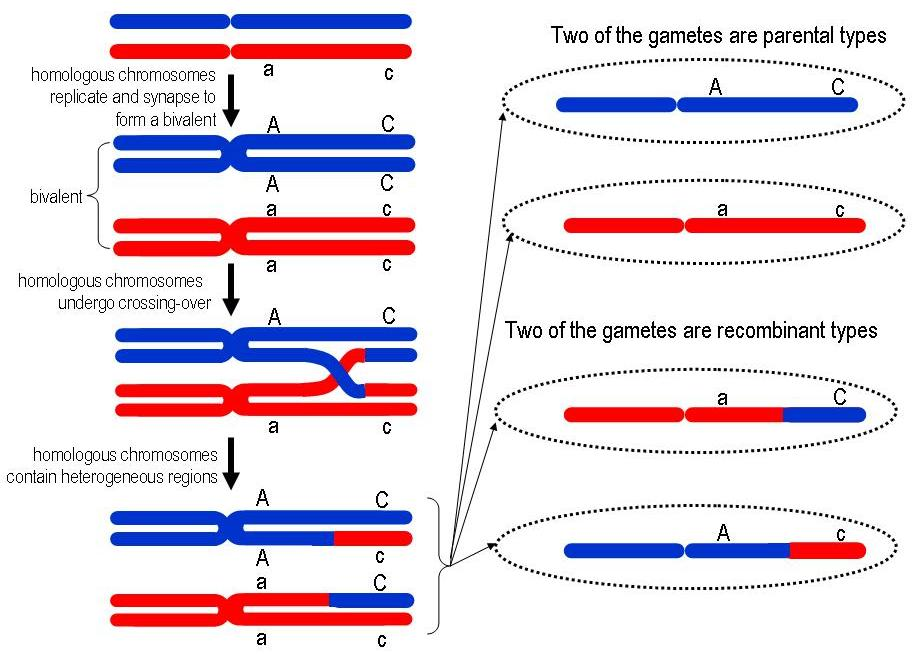 a c
homologous chromosomes
replicate and synapse to
form a bivalent
A C
bivalent
A C
a c
a c
homologous chromosomes
undergo crossing-over
A C
a c
homologous chromosomes
contain heterogeneous regions
A C
A c
a C
a c
Two of the gametes are parental types
A C
a c
Two of the gametes are recombinant types
a C
A c